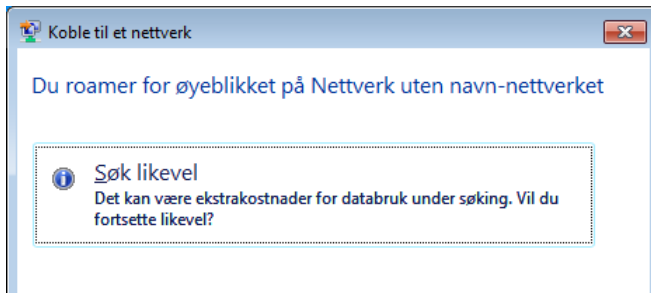 Koble til et nettverk
Du roamer for øyeblikket på Nettverk uten navn-nettverket
Søk likevel
Det kan være ekstrakostnader for databruk under søking. Vil du
fortsette likevel?